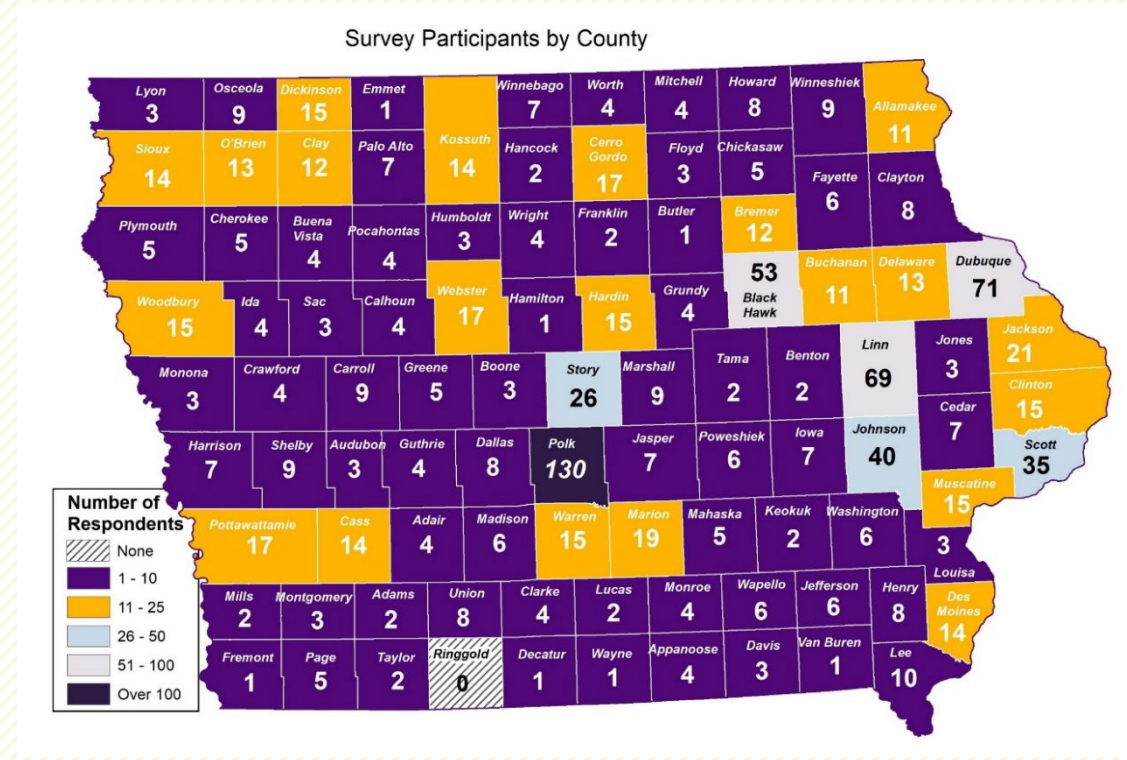 Survey Participants by County
Lyon
3
Osceola
9
Dickinson
15
Emmet
1
Kossuth
14
Winnebago
7
Worth
4
Mitchell
4
Howard
8
Winneshiek
9
Allamakee
11
Sioux
14
O'Brien
13
Clay
12
Palo Alto
7
Hancock
2
Cerro
Gordo
17
Floyd
3
Chickasaw
5
Fayette
6
Clayton
8
Plymouth
5
Cherokee
5
Buena
Vista
4
Pocahontas
4
Humboldt
3
Wright
4
Franklin
2
Butler
1
Bremer
12
Woodbury
15
Ida
4
Sac
3
Calhoun
4
Webster
17
Hamilton
1
Hardin
15
Grundy
4
53
Black
Hawk
Buchanan
11
Delaware
13
Dubuque
71
Monona
3
Crawford
4
Carroll
9
Greene
5
Boone
3
Story
26
Marshall
9
Tama
2
Benton
2
Linn
69
Jones
3
Jackson
21
Clinton
15
Cedar
7
Harrison
7
Shelby
9
Audubon
3
Guthrie
4
Dallas
8
Polk
130
Jasper
7
Poweshiek
6
Iowa
7
Johnson
40
Scott
35
Muscatine
15
Pottawattamie
17
Cass
14
Adair
4
Madison
6
Warren
15
Marion
19
Mahaska
5
Keokuk
2
Washington
6
3
Louisa
Mills
2
Montgomery
3
Adams
2
Union
8
Clarke
4
Lucas
2
Monroe
4
Wapello
6
Jefferson
6
Henry
8
Des
Moines
14
Fremont
1
Page
5
Taylor
2
Ringgold
0
Decatur
1
Wayne
1
Appanoose
4
Davis
3
Van Buren
1
Lee
10
Number of
Respondents
None
1 - 10
11 - 25
26 - 50
51 - 100
Over 100